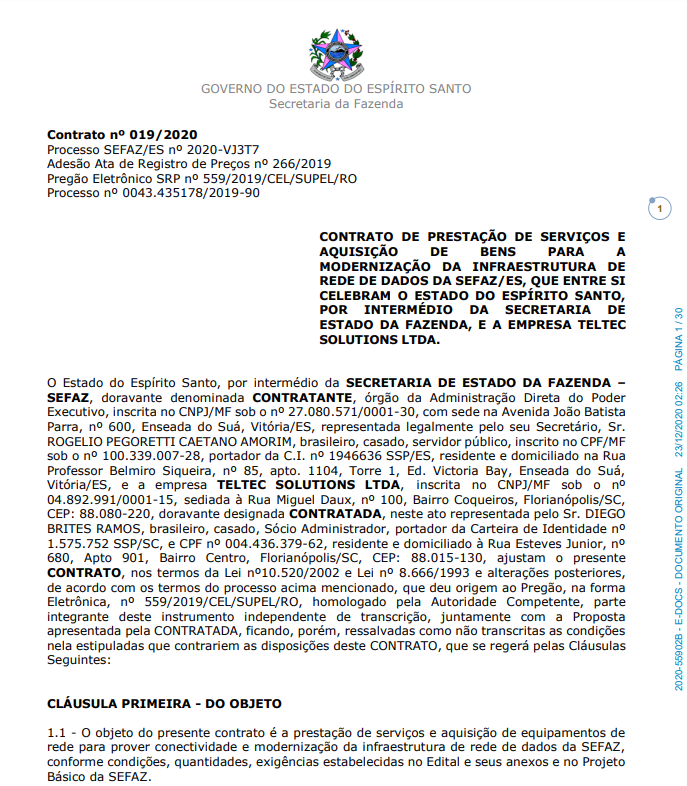 GOVERNO DO ESTADO DO ESPÍRITO SANTO
Secretaria da Fazenda
Contrato nº 019/2020
Processo SEFAZ/ES nº 2020-VJ3T7
Adesão Ata de Registro de Preços nº 266/2019
Pregão Eletrônico SRP nº 559/2019/CEL/SUPEL/RO
Processo nº 0043.435178/2019-90
1
CONTRATO DE PRESTAÇÃO DE SERVIÇOS E
AQUISIÇÃO DE BENS PARA A
MODERNIZAÇÃO DA INFRAESTRUTURA DE
REDE DE DADOS DA SEFAZ/ES, QUE ENTRE SI
CELEBRAM O ESTADO DO ESPÍRITO SANTO,
POR INTERMÉDIO DA SECRETARIA DE
ESTADO DA FAZENDA, E A EMPRESA TELTEC
SOLUTIONS LTDA.
O Estado do Espírito Santo, por intermédio da SECRETARIA DE ESTADO DA FAZENDA –
SEFAZ, doravante denominada CONTRATANTE, órgão da Administração Direta do Poder
Executivo, inscrita no CNPJ/MF sob o nº 27.080.571/0001-30, com sede na Avenida João Batista
Parra, nº 600, Enseada do Suá, Vitória/ES, representada legalmente pelo seu Secretário, Sr.
ROGELIO PEGORETTI CAETANO AMORIM, brasileiro, casado, servidor público, inscrito no CPF/MF
sob o nº 100.339.007-28, portador da C.I. nº 1946636 SSP/ES, residente e domiciliado na Rua
Professor Belmiro Siqueira, nº 85, apto. 1104, Torre 1, Ed. Victoria Bay, Enseada do Suá,
Vitória/ES, e a empresa TELTEC SOLUTIONS LTDA, inscrita no CNPJ/MF sob o nº
04.892.991/0001-15, sediada à Rua Miguel Daux, nº 100, Bairro Coqueiros, Florianópolis/SC,
CEP: 88.080-220, doravante designada CONTRATADA, neste ato representada pelo Sr. DIEGO
BRITES RAMOS, brasileiro, casado, Sócio Administrador, portador da Carteira de Identidade nº
1.575.752 SSP/SC, e CPF nº 004.436.379-62, residente e domiciliado à Rua Esteves Junior, nº
680, Apto 901, Bairro Centro, Florianópolis/SC, CEP: 88.015-130, ajustam o presente
CONTRATO, nos termos da Lei nº10.520/2002 e Lei nº 8.666/1993 e alterações posteriores,
de acordo com os termos do processo acima mencionado, que deu origem ao Pregão, na forma
Eletrônica, nº 559/2019/CEL/SUPEL/RO, homologado pela Autoridade Competente, parte
integrante deste instrumento independente de transcrição, juntamente com a Proposta
apresentada pela CONTRATADA, ficando, porém, ressalvadas como não transcritas as condições
nela estipuladas que contrariem as disposições deste CONTRATO, que se regerá pelas Cláusulas
Seguintes:
CLÁUSULA PRIMEIRA - DO OBJETO
1.1 - O objeto do presente contrato é a prestação de serviços e aquisição de equipamentos de
rede para prover conectividade e modernização da infraestrutura de rede de dados da SEFAZ,
conforme condições, quantidades, exigências estabelecidas no Edital e seus anexos e no Projeto
Básico da SEFAZ.
2020-55902B - E-DOCS - DOCUMENTO ORIGINAL 23/12/2020 02:26 PÁGINA 1 / 30